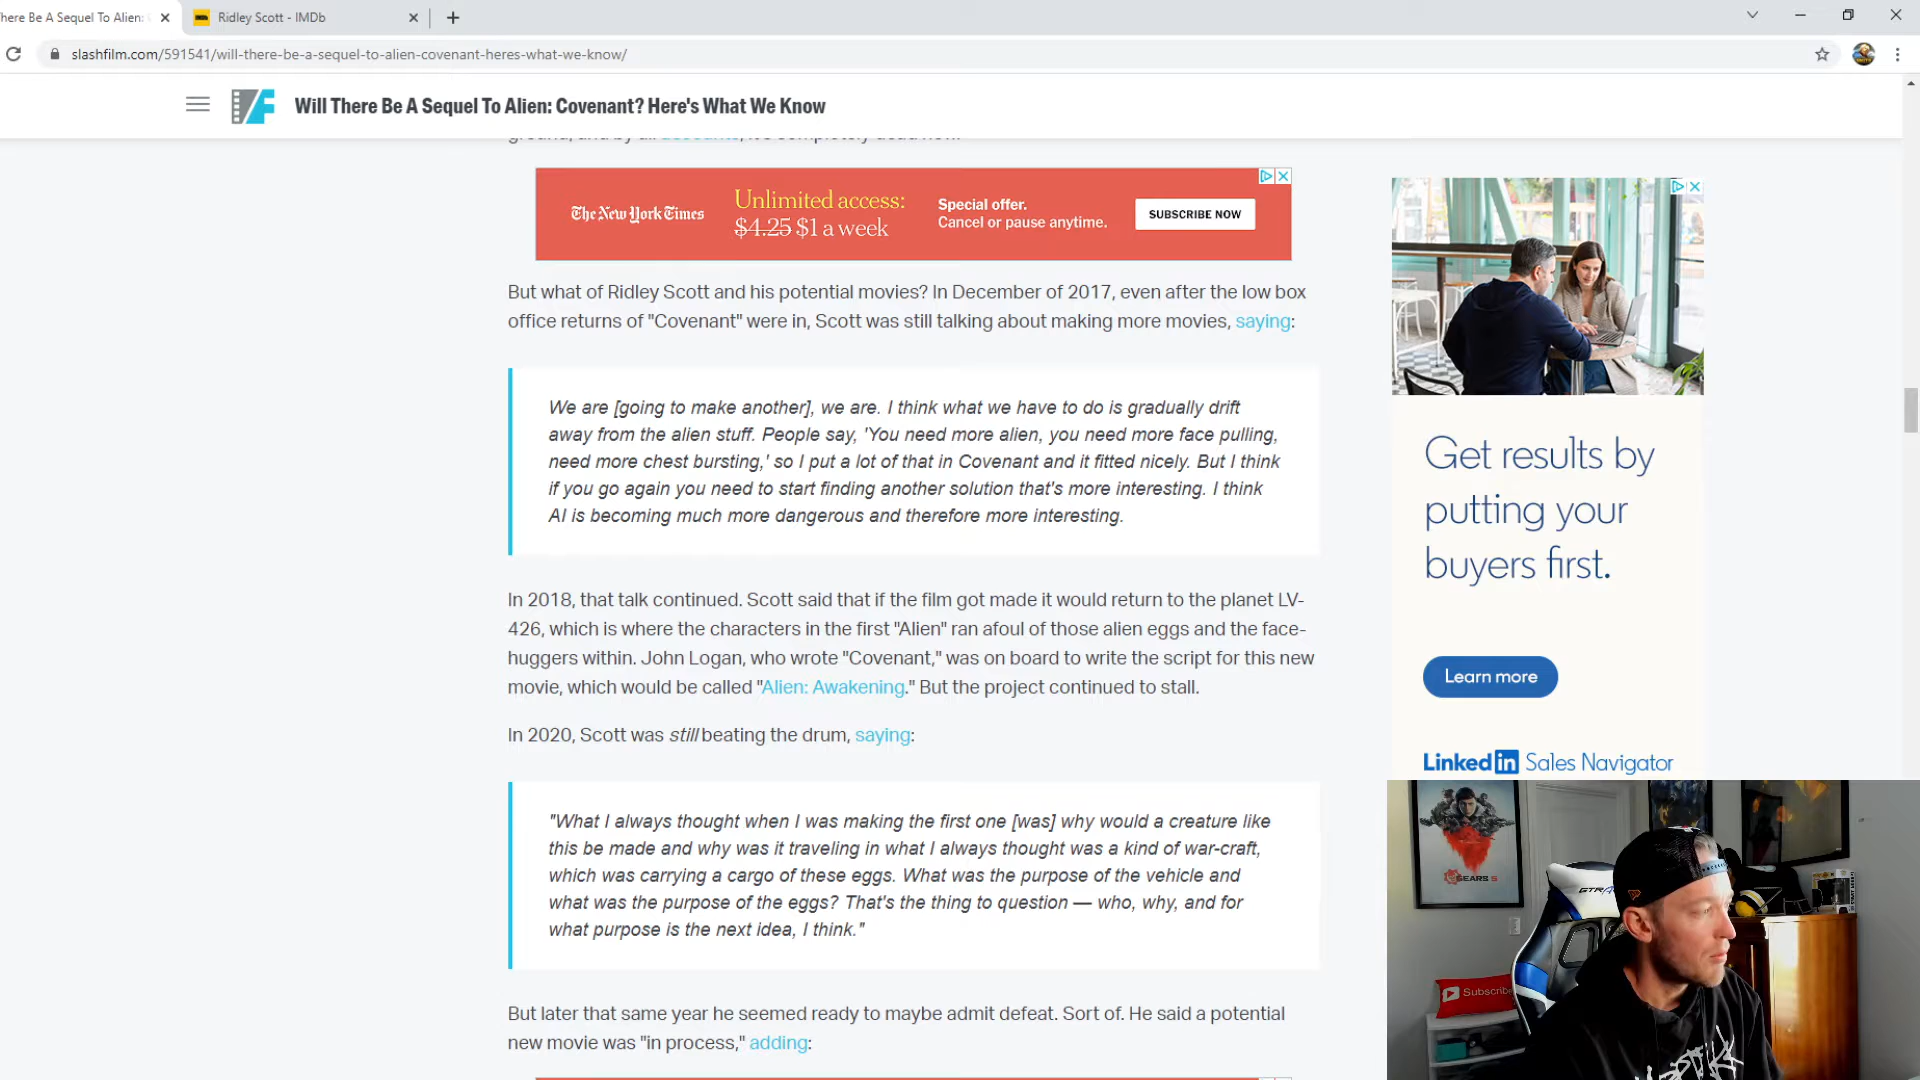 here Be A Sequel To Alien:
Ridley Scott - IMDb
slashfilm.com/591541/will-there-be-a-sequel-to-alien-covenant-heres-what-we-know/
Will There Be A Sequel To Alien: Covenant? Here's What We Know
The New York Times
Unlimited access:
$4.25 $1 a week
Special offer.
Cancel or pause anytime.
SUBSCRIBE NOW
But what of Ridley Scott and his potential movies? In December of 2017, even after the low box
office returns of "Covenant" were in, Scott was still talking about making more movies, saying:
We are [going to make another], we are. I think what we have to do is gradually drift
away from the alien stuff. People say, 'You need more alien, you need more face pulling,
need more chest bursting,' so I put a lot of that in Covenant and it fitted nicely. But I think
if you go again you need to start finding another solution that's more interesting. I think
AI is becoming much more dangerous and therefore more interesting.
In 2018, that talk continued. Scott said that if the film got made it would return to the planet LV-
426, which is where the characters in the first "Alien" ran afoul of those alien eggs and the face-
huggers within. John Logan, who wrote "Covenant," was on board to write the script for this new
movie, which would be called "Alien: Awakening." But the project continued to stall.
In 2020, Scott was still beating the drum, saying:
"What I always thought when I was making the first one [was] why would a creature like
this be made and why was it traveling in what I always thought was a kind of war-craft,
which was carrying a cargo of these eggs. What was the purpose of the vehicle and
what was the purpose of the eggs? That's the thing to question — who, why, and for
what purpose is the next idea, I think."
But later that same year he seemed ready to maybe admit defeat. Sort of. He said a potential
new movie was "in process," adding:
Get results by
putting your
buyers first.
Learn more
LinkedIn Sales Navigator
GEARS 5
GTR
Subscribe